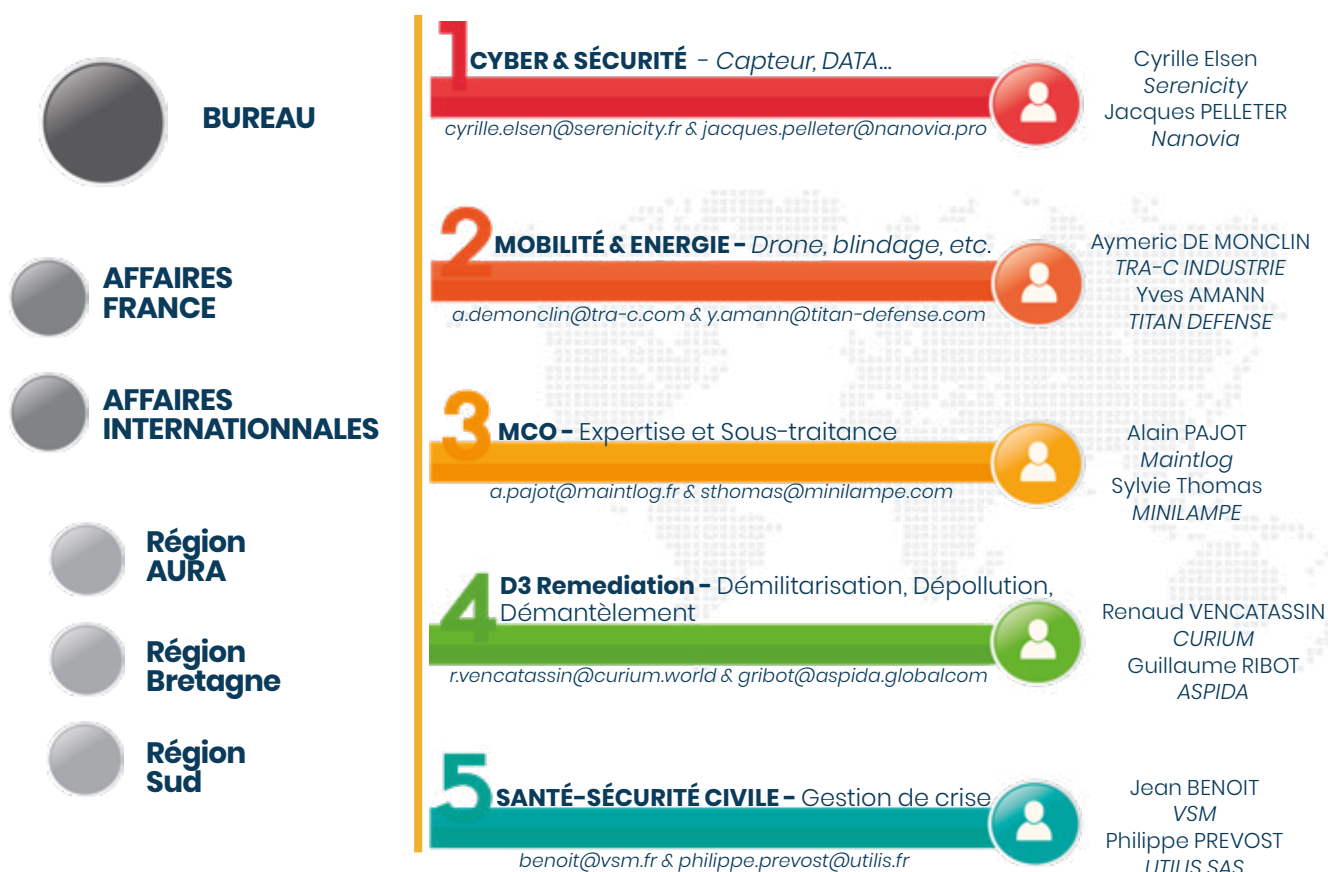 BUREAU
AFFAIRES
FRANCE
AFFAIRES
INTERNATIONNALES
Région
AURA
Région
Bretagne
Région
Sud
1
CYBER & SÉCURITÉ - Capteur, DATA...
cyrille.elsen@serenicity.fr & jacques.pelleter@nanovia.pro
Cyrille Elsen
Serenicity
Jacques PELLETER
Nanovia
2
MOBILITÉ & ENERGIE - Drone, blindage, etc.
a.demonclin@tra-c.com & y.amann@titan-defense.com
Aymeric DE MONCLIN
TRA-C INDUSTRIE
Yves AMANN
TITAN DEFENSE
3
MCO - Expertise et Sous-traitance
a.pajot@maintlog.fr & sthomas@minilampe.com
Alain PAJOT
Maintlog
Sylvie Thomas
MINILAMPE
4
D3 Remediation - Démilitarisation, Dépollution,
Démantèlement
r.vencatassin@curium.world & gribot@aspida.globalcom
Renaud VENCATASSIN
CURIUM
Guillaume RIBOT
ASPIDA
5
SANTÉ-SÉCURITÉ CIVILE - Gestion de crise
benoit@vsm.fr & philippe.prevost@utilis.fr
Jean BENOIT
VSM
Philippe PREVOST
UTILIS SAS